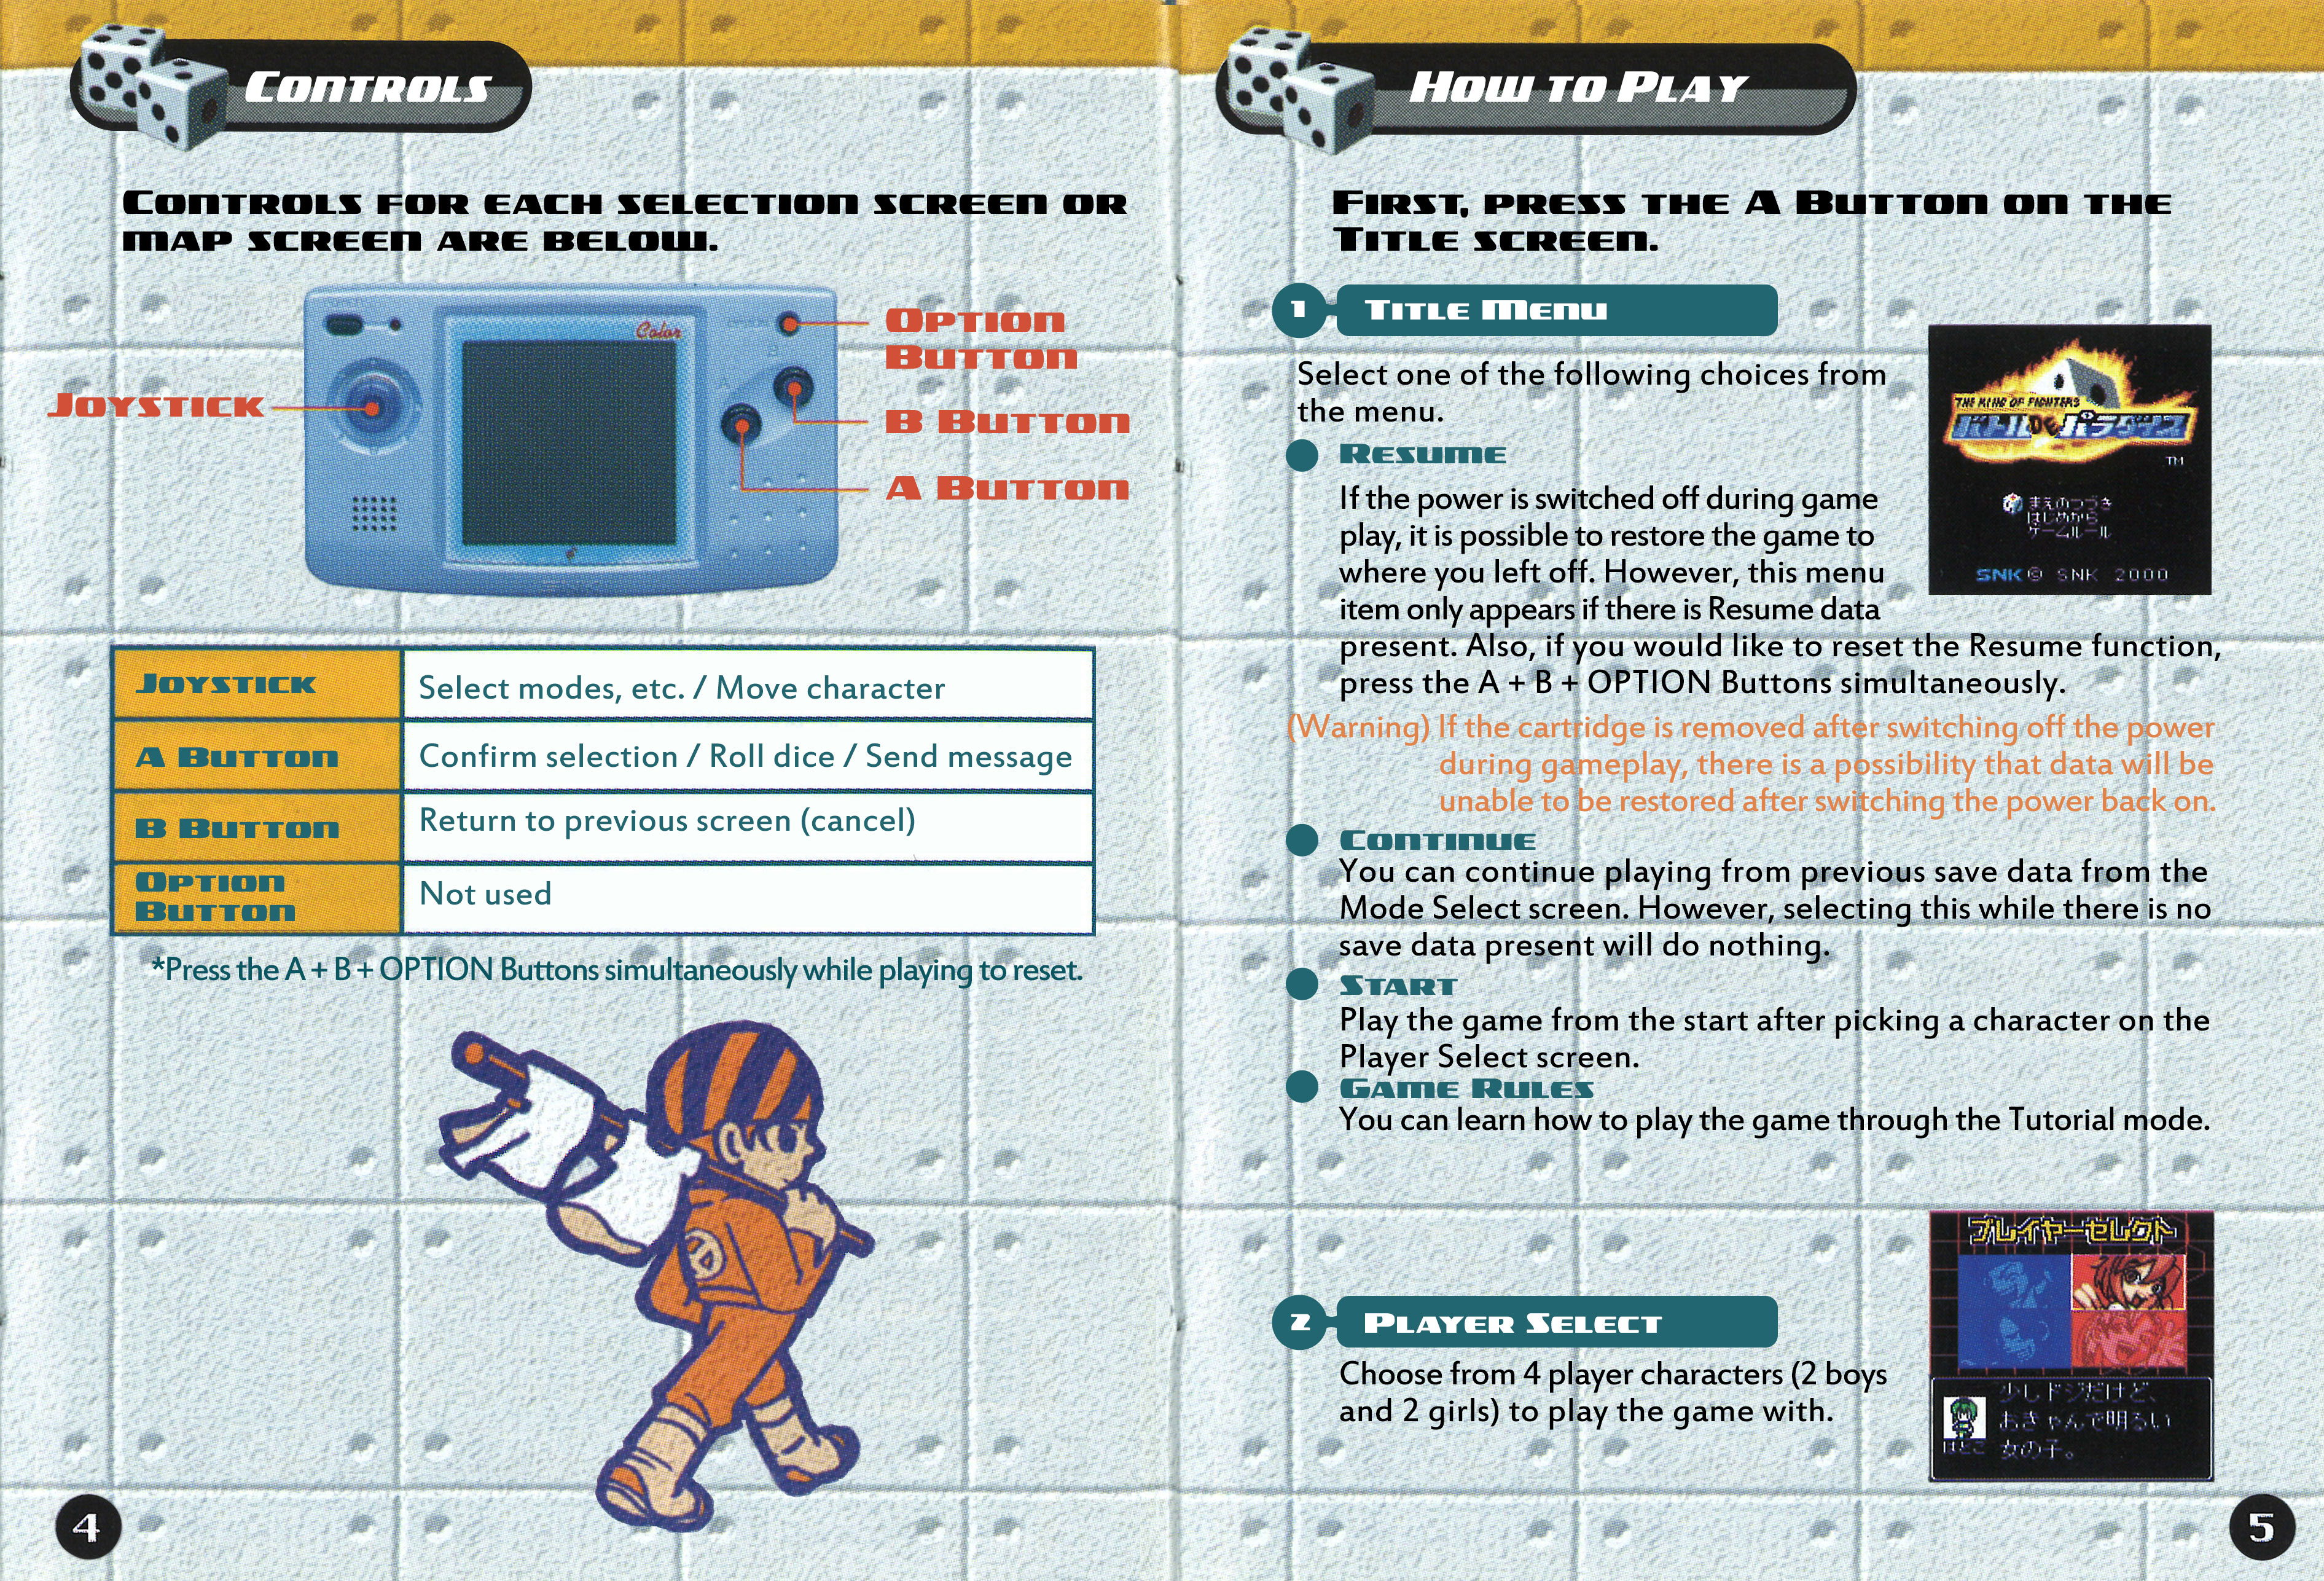 Controls
Controls for each selection screen or
map screen are below.
Color
Option
Button
Joystick
B
A
B Button
A Button
SNK
Joystick
Select modes, etc. / Move character
A Button
Confirm selection / Roll dice / Send message
B Button
Return to previous screen (cancel)
Option
Button
Not used
*Press the A + B + OPTION Buttons simultaneously while playing to reset.
4
How to Play
First, press the A Button on the
Title screen.
1 Title Menu
Select one of the following choices from
the menu.
Resume
If the power is switched off during game
play, it is possible to restore the game to
where you left off. However, this menu
item only appears if there is Resume data
present. Also, if you would like to reset the Resume function,
press the A + B + OPTION Buttons simultaneously.
(Warning) If the cartridge is removed after switching off the power
during gameplay, there is a possibility that data will be
unable to be restored after switching the power back on.
THE KING OF FIGHTERS
バトルDEパラダイス
TM
まえのつづき
はじめから
ゲームルール
SNK © SNK 2000
Continue
You can continue playing from previous save data from the
Mode Select screen. However, selecting this while there is no
save data present will do nothing.
Start
Play the game from the start after picking a character on the
Player Select screen.
Game Rules
You can learn how to play the game through the Tutorial mode.
2 Player Select
Choose from 4 player characters (2 boys
and 2 girls) to play the game with.
プレイヤーセレクト
少しドジだけど、
おきゃんで明るい
女の子。
5